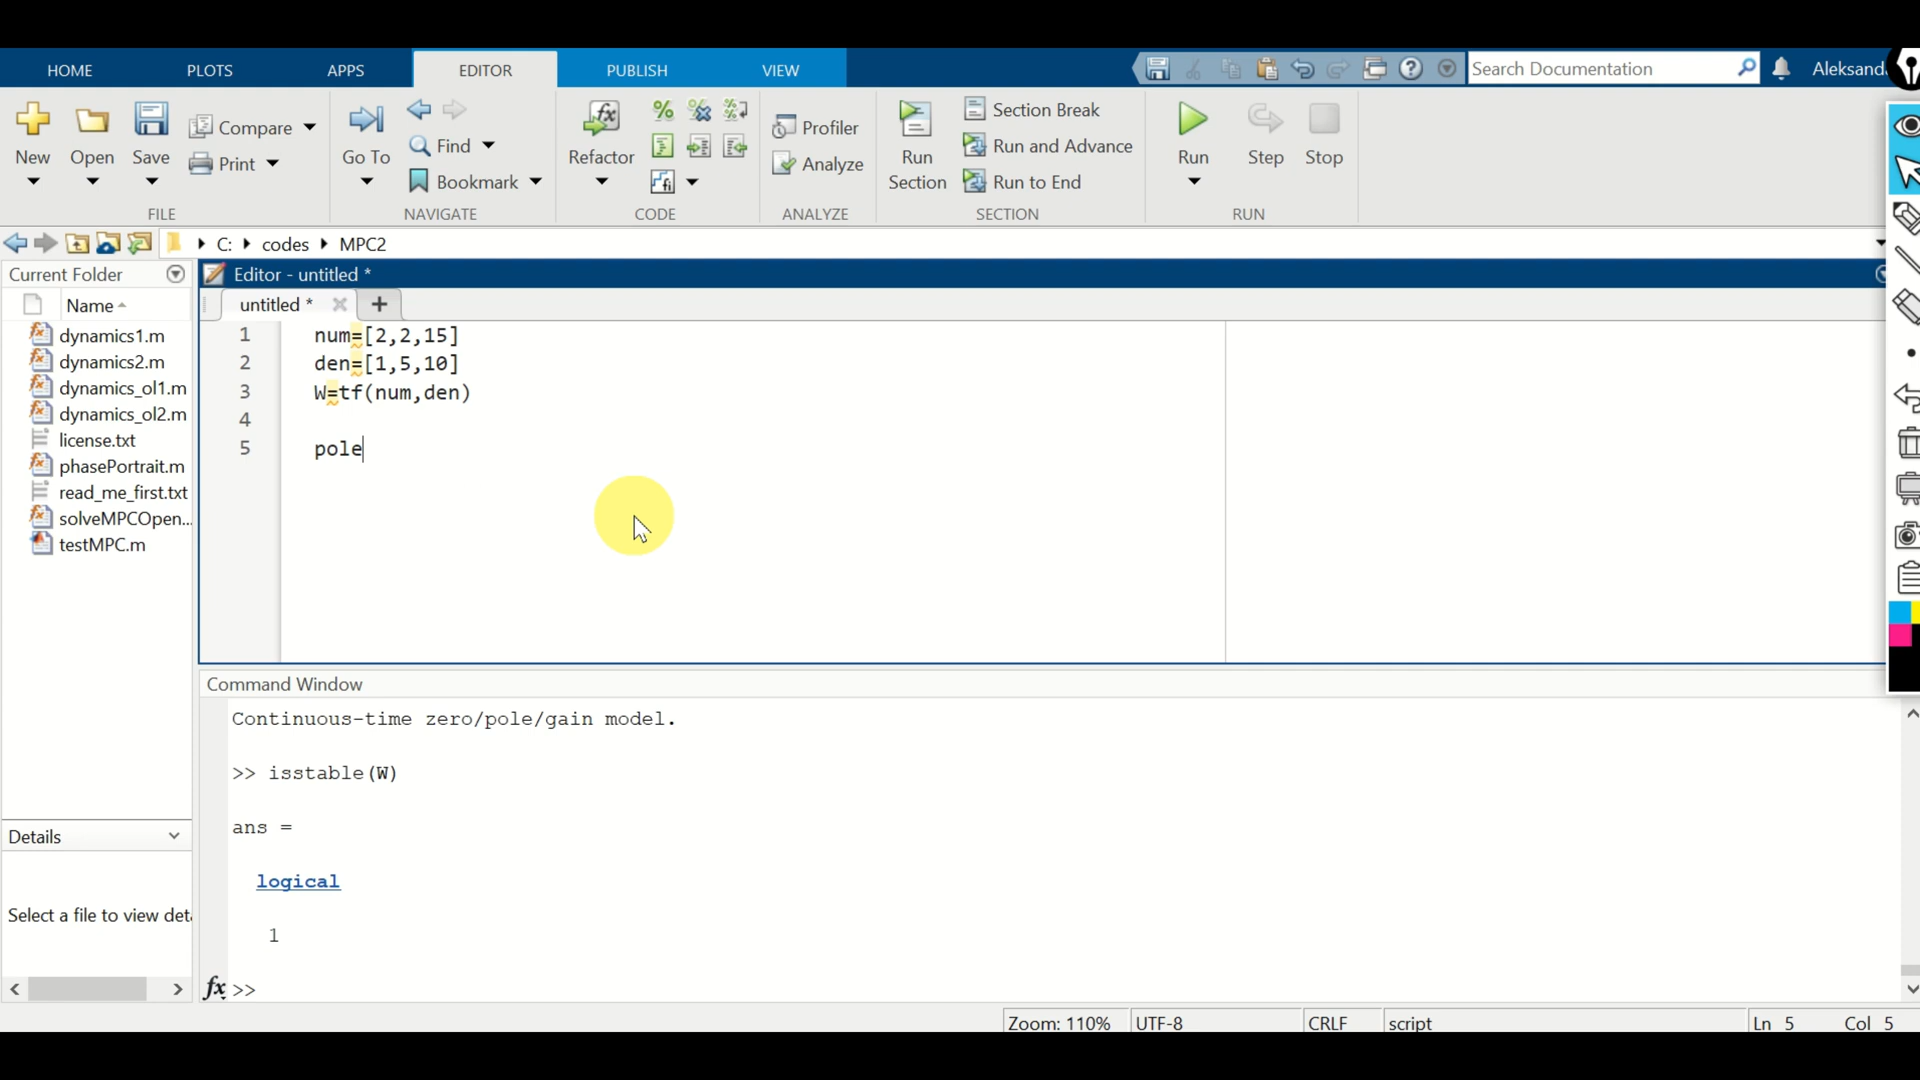 HOME PLOTS APPS EDITOR PUBLISH VIEW
Search Documentation
New
Open
Save
Compare
Print
FILE
Go To
Find
Bookmark
NAVIGATE
Refactor
CODE
Profiler
Analyze
ANALYZE
Run
Section
Section Break
Run and Advance
Run to End
SECTION
Run
Step
Stop
RUN
C: codes MPC2
Current Folder
Name
dynamics1.m
dynamics2.m
dynamics_ol1.m
dynamics_ol2.m
license.txt
phasePortrait.m
read_me_first.txt
solveMPCOpen...
testMPC.m
Details
Select a file to view
Editor - untitled *
untitled *
1 num=[2,2,15]
2 den=[1,5,10]
3 W=tf(num,den)
4
5 pole
Command Window
Continuous-time zero/pole/gain model.
>> isstable(W)
ans =
logical
1
fx >>
Zoom: 110% UTF-8 CRLF script Ln 5 Col 5